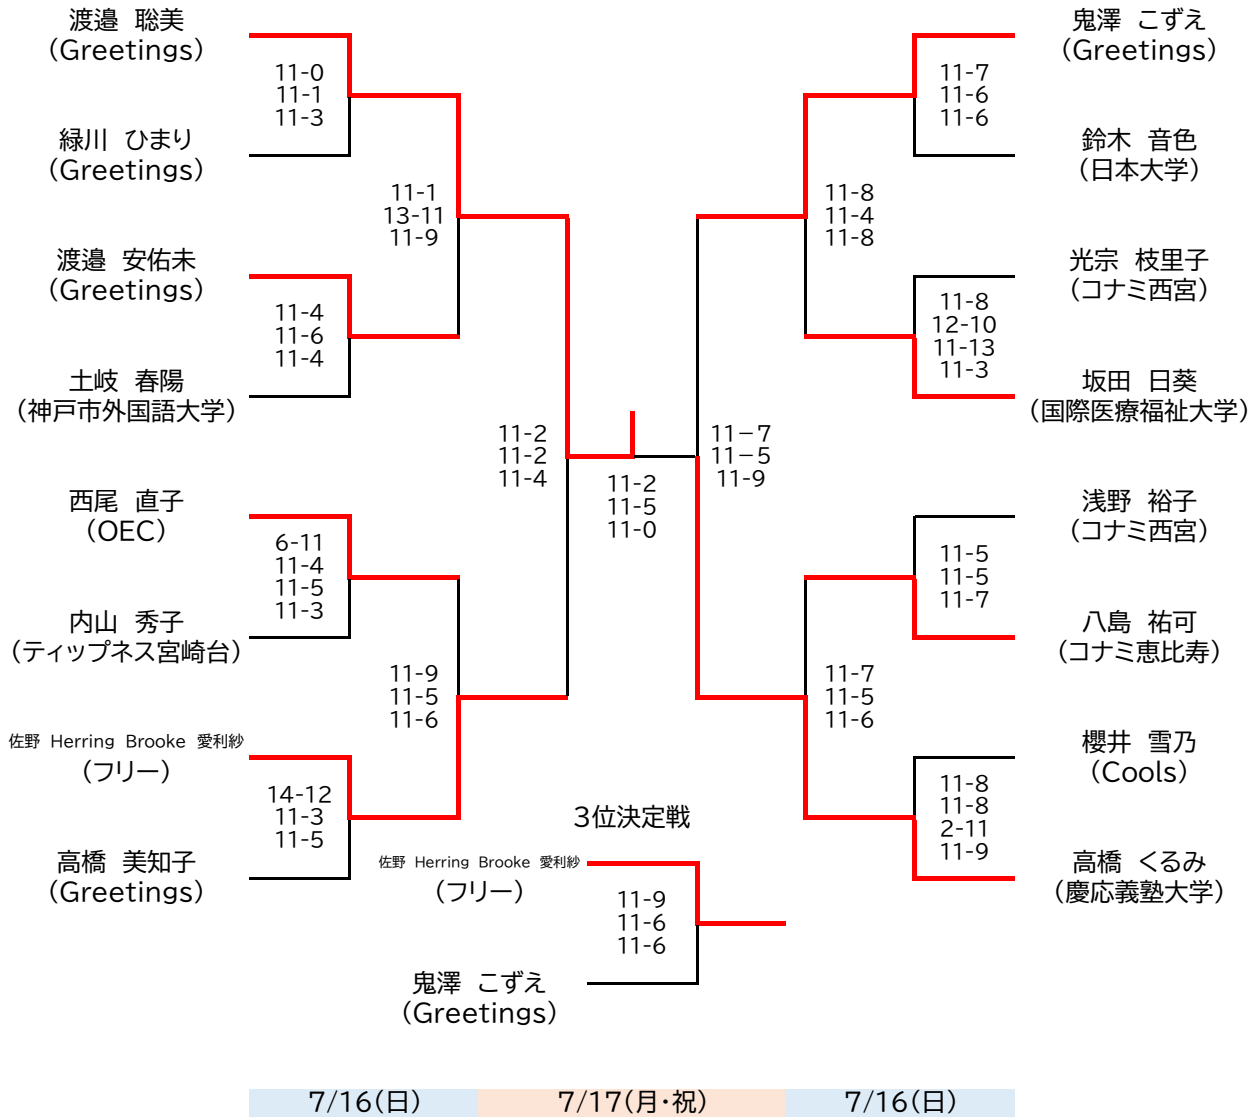 渡邉 聡美
(Greetings)
11-0
11-1
11-3
緑川 ひまり
(Greetings)
11-1
13-11
11-9
渡邉 安佑未
(Greetings)
11-4
11-6
11-4
土岐 春陽
(神戸市外国語大学)
11-2
11-2
11-4
西尾 直子
(OEC)
6-11
11-4
11-5
11-3
内山 秀子
(ティップネス宮崎台)
11-9
11-5
11-6
佐野 Herring Brooke 愛利紗
(フリー)
14-12
11-3
11-5
高橋 美知子
(Greetings)
11-2
11-5
11-0
鬼澤 こずえ
(Greetings)
11-7
11-6
11-6
鈴木 音色
(日本大学)
11-8
11-4
11-8
光宗 枝里子
(コナミ西宮)
11-8
12-10
11-13
11-3
坂田 日葵
(国際医療福祉大学)
11－7
11－5
11-9
浅野 裕子
(コナミ西宮)
11-5
11-5
11-7
八島 祐可
(コナミ恵比寿)
11-7
11-5
11-6
櫻井 雪乃
(Cools)
11-8
11-8
2-11
11-9
高橋 くるみ
(慶応義塾大学)
3位決定戦
佐野 Herring Brooke 愛利紗
(フリー)
11-9
11-6
11-6
鬼澤 こずえ
(Greetings)
7/16(日)
7/17(月・祝)
7/16(日)